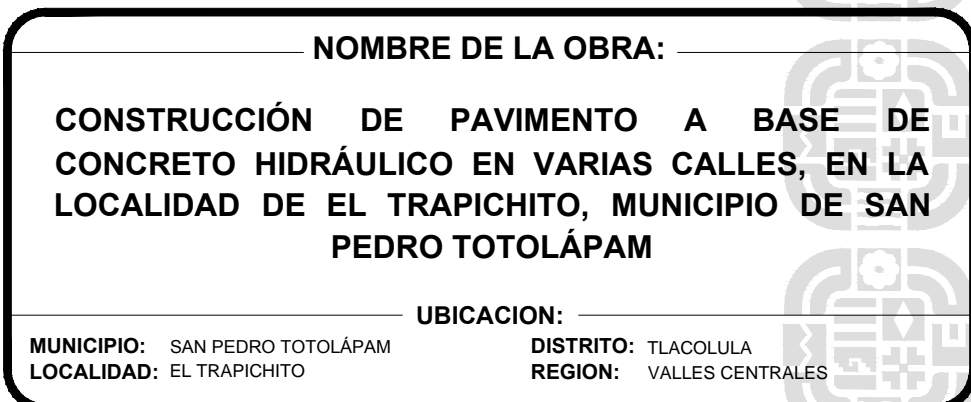 NOMBRE DE LA OBRA:
CONSTRUCCIÓN DE PAVIMENTO A BASE DE
CONCRETO HIDRÁULICO EN VARIAS CALLES, EN LA
LOCALIDAD DE EL TRAPICHITO, MUNICIPIO DE SAN
PEDRO TOTOLÁPAM
UBICACION:
MUNICIPIO: SAN PEDRO TOTOLÁPAM DISTRITO: TLACOLULA
LOCALIDAD: EL TRAPICHITO REGION: VALLES CENTRALES